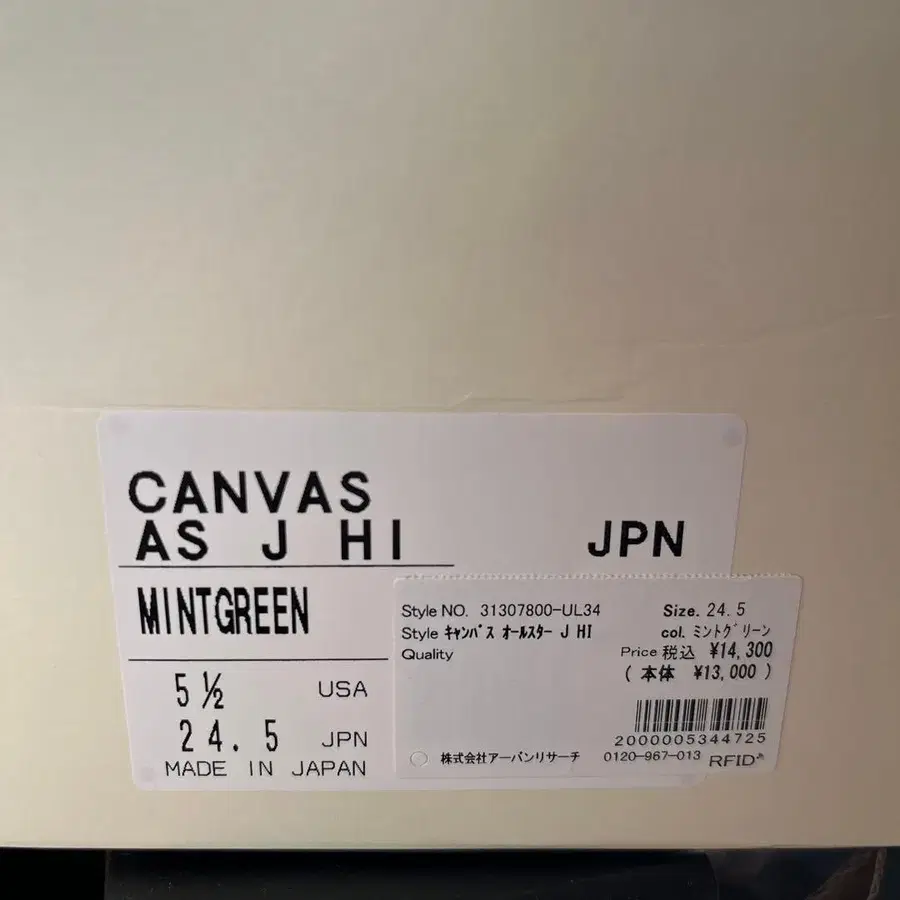 CANVAS
AS J HI
JPN
MINTGREEN
5 ½ USA
24.5 JPN
MADE IN JAPAN
Style NO. 31307800-UL34 Size. 24.5
Style ｷｬﾝﾊﾞｽ ｵｰﾙｽﾀｰ J HI col. ﾐﾝﾄｸﾞﾘｰﾝ
Quality Price 税込 ¥14,300
( 本体 ¥13,000 )
2000005344725
株式会社アーバンリサーチ 0120-967-013 RFID